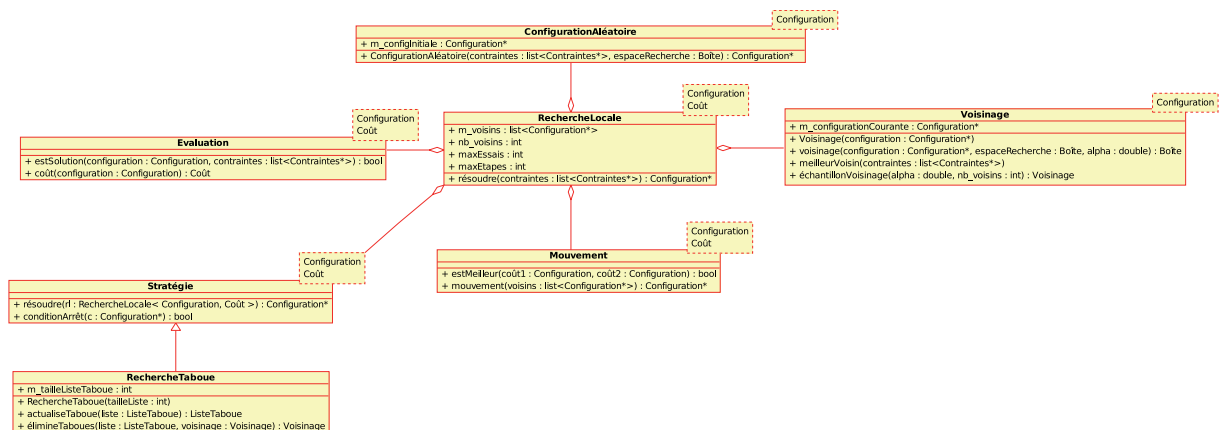 Configuration
ConfigurationAléatoire
+ m_configInitiale : Configuration*
+ ConfigurationAléatoire(contraintes : list<Contraintes*>, espaceRecherche : Boîte) : Configuration*
Configuration
Coût
RechercheLocale
+ m_voisins : list<Configuration*>
+ nb_voisins : int
+ maxEssais : int
+ maxEtapes : int
+ résoudre(contraintes : list<Contraintes*>) : Configuration*
Configuration
Coût
Evaluation
+ estSolution(configuration : Configuration, contraintes : list<Contraintes*>) : bool
+ coût(configuration : Configuration) : Coût
Configuration
Voisinage
+ m_configurationCourante : Configuration*
+ Voisinage(configuration : Configuration*)
+ voisinage(configuration : Configuration*, espaceRecherche : Boîte, alpha : double) : Boîte
+ meilleurVoisin(contraintes : list<Contraintes*>)
+ échantillonVoisinage(alpha : double, nb_voisins : int) : Voisinage
Configuration
Coût
Mouvement
+ estMeilleur(coût1 : Configuration, coût2 : Configuration) : bool
+ mouvement(voisins : list<Configuration*>) : Configuration*
Configuration
Coût
Stratégie
+ résoudre(rl : RechercheLocale< Configuration, Coût >) : Configuration*
+ conditionArrêt(c : Configuration*) : bool
RechercheTaboue
+ m_tailleListeTaboue : int
+ RechercheTaboue(tailleListe : int)
+ actualiseTaboue(liste : ListeTaboue) : ListeTaboue
+ élimineTaboues(liste : ListeTaboue, voisinage : Voisinage) : Voisinage